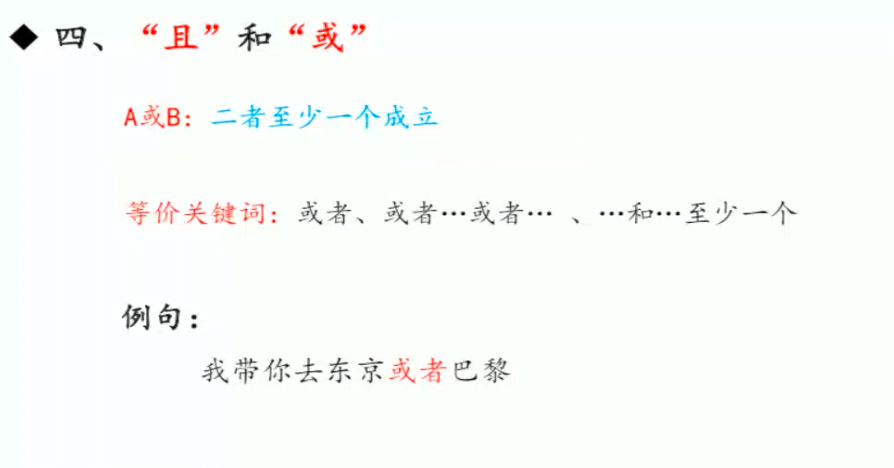 ◆ 四、“且”和“或”
A或B：二者至少一个成立
等价关键词：或者、或者…或者… 、…和…至少一个
例句：
我带你去东京或者巴黎